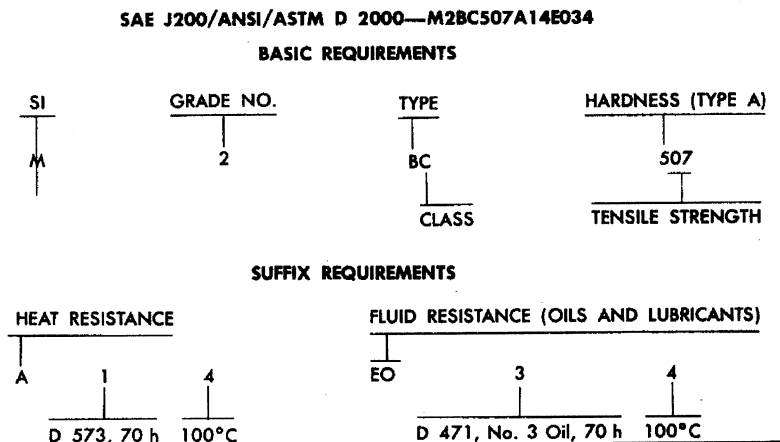 SAE J200/ANSI/ASTM D 2000—M2BC507A14E034
BASIC REQUIREMENTS
SI GRADE NO. TYPE HARDNESS (TYPE A)
M 2 BC 507
CLASS TENSILE STRENGTH
SUFFIX REQUIREMENTS
HEAT RESISTANCE FLUID RESISTANCE (OILS AND LUBRICANTS)
A 1 4 EO 3 4
D 573, 70 h 100°C D 471, No. 3 Oil, 70 h 100°C